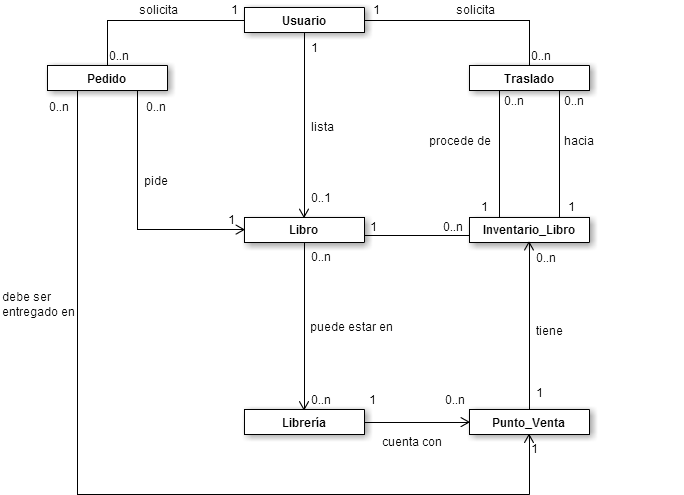 solicita
1
Usuario
1
solicita
0..n
1
0..n
Pedido
Traslado
0..n
0..n
0..n
0..n
lista
procede de
hacia
pide
0..1
1
1
1
Libro
1
0..n
Inventario_Libro
0..n
0..n
debe ser
entregado en
puede estar en
tiene
0..n
1
0..n
1
Librería
Punto_Venta
cuenta con
1